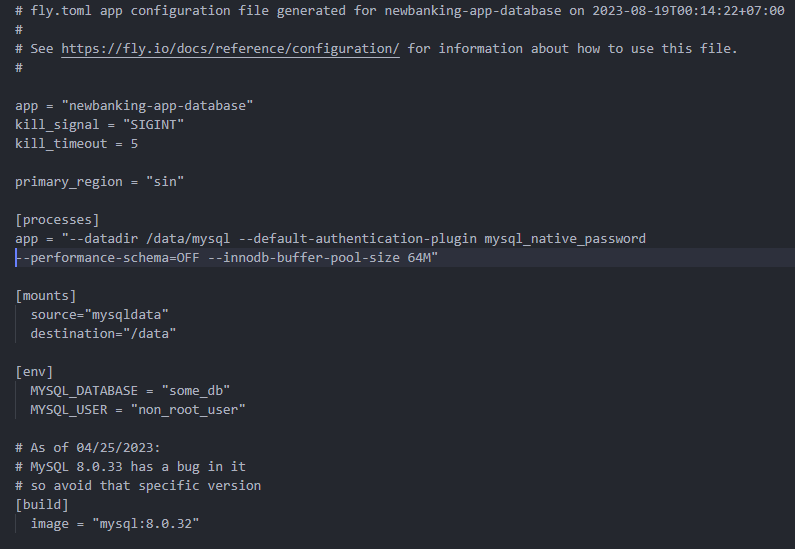 # fly.toml app configuration file generated for newbanking-app-database on 2023-08-19T00:14:22+07:00
#
# See https://fly.io/docs/reference/configuration/ for information about how to use this file.
#
app = "newbanking-app-database"
kill_signal = "SIGINT"
kill_timeout = 5
primary_region = "sin"
[processes]
app = "--datadir /data/mysql --default-authentication-plugin mysql_native_password
--performance-schema=OFF --innodb-buffer-pool-size 64M"
[mounts]
source="mysqldata"
destination="/data"
[env]
MYSQL_DATABASE = "some_db"
MYSQL_USER = "non_root_user"
# As of 04/25/2023:
# MySQL 8.0.33 has a bug in it
# so avoid that specific version
[build]
image = "mysql:8.0.32"